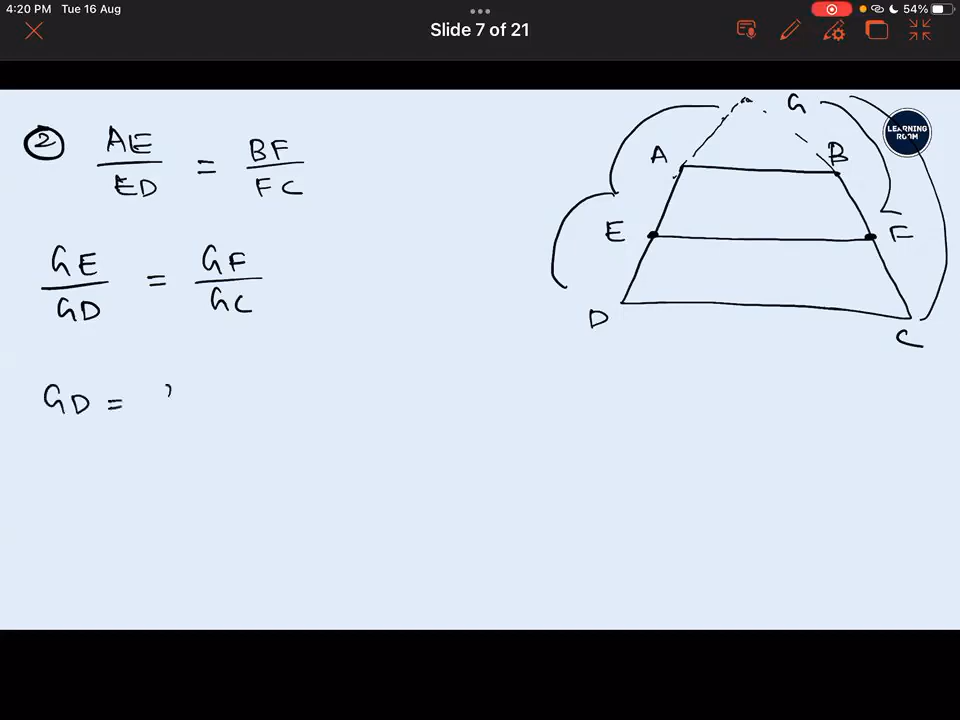 4:20 PM Tue 16 Aug
54%
Slide 7 of 21
2 AE/ED = BF/FC
GE/GD = GF/GC
GD =
G
A B
E F
D C
LEARNING
ROOM